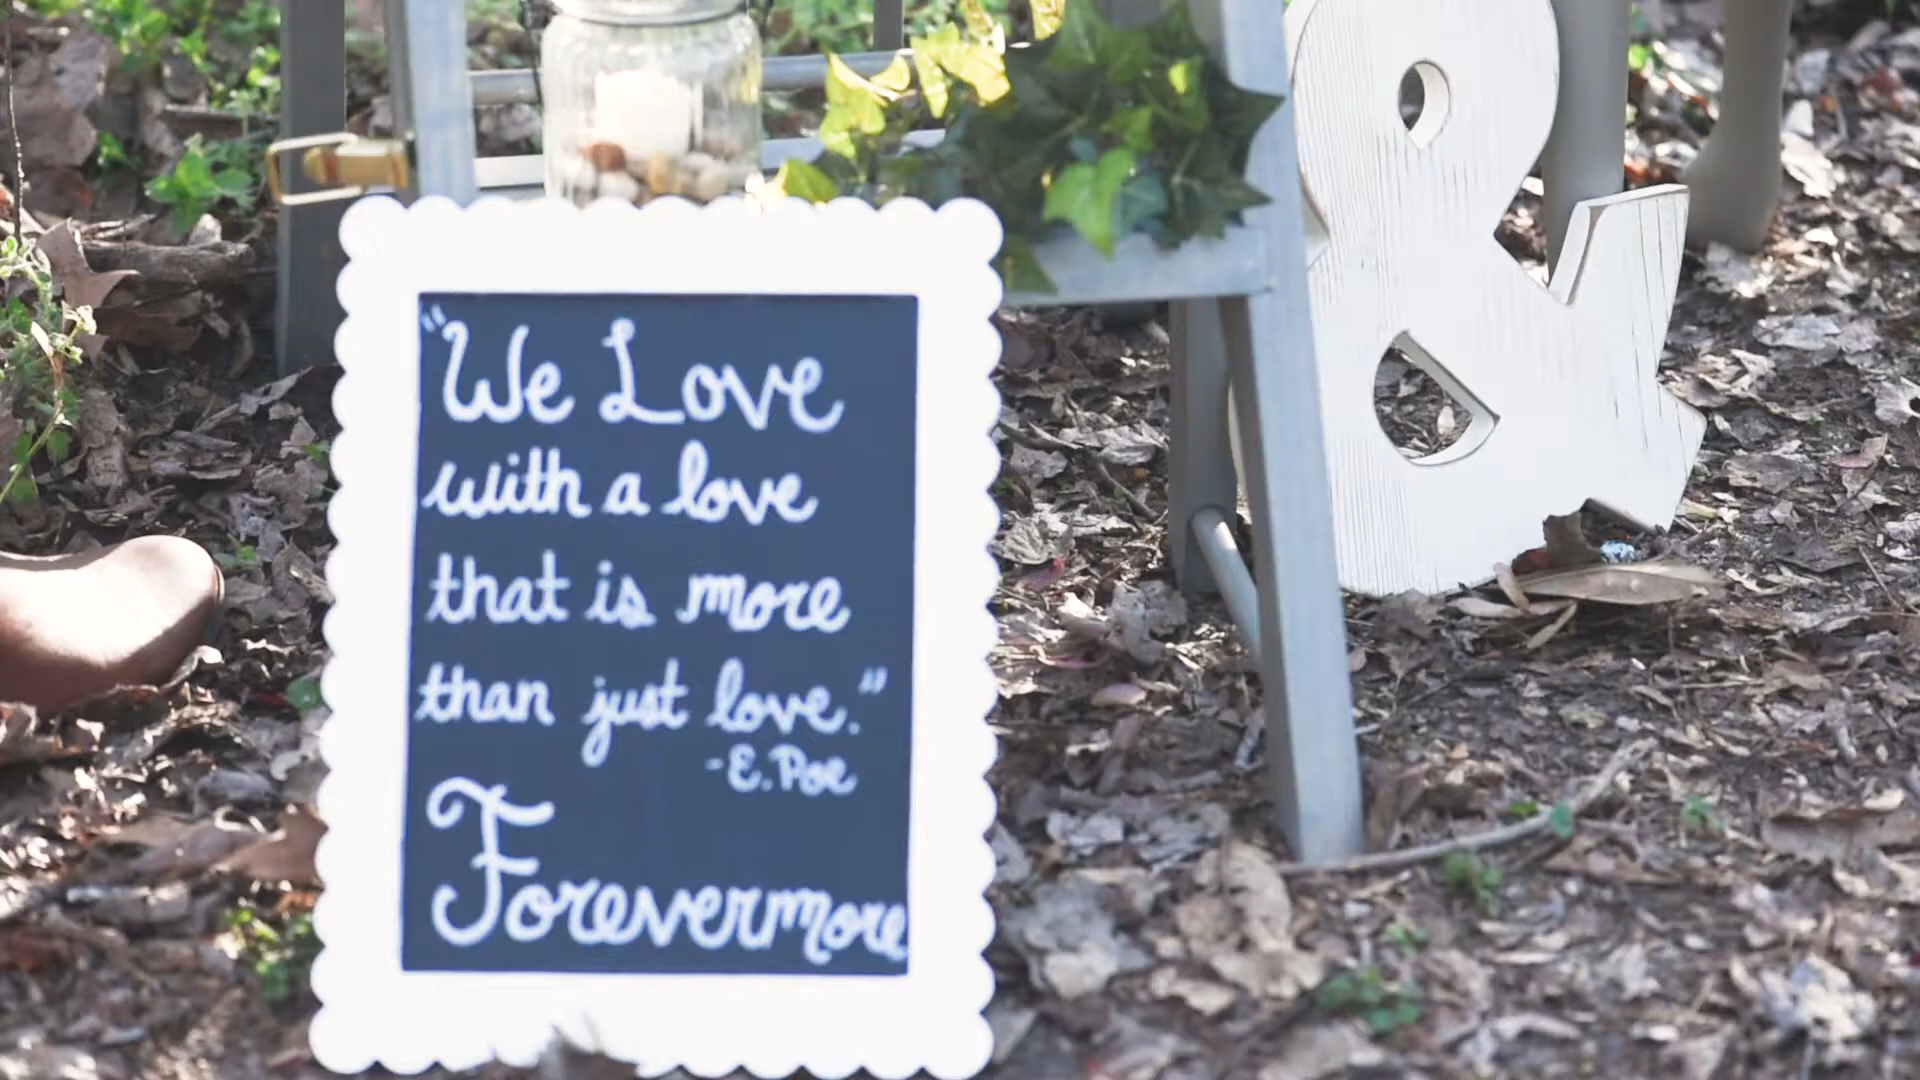 "We Love
with a love
that is more
than just love."
-E. Poe
Forevermore
&